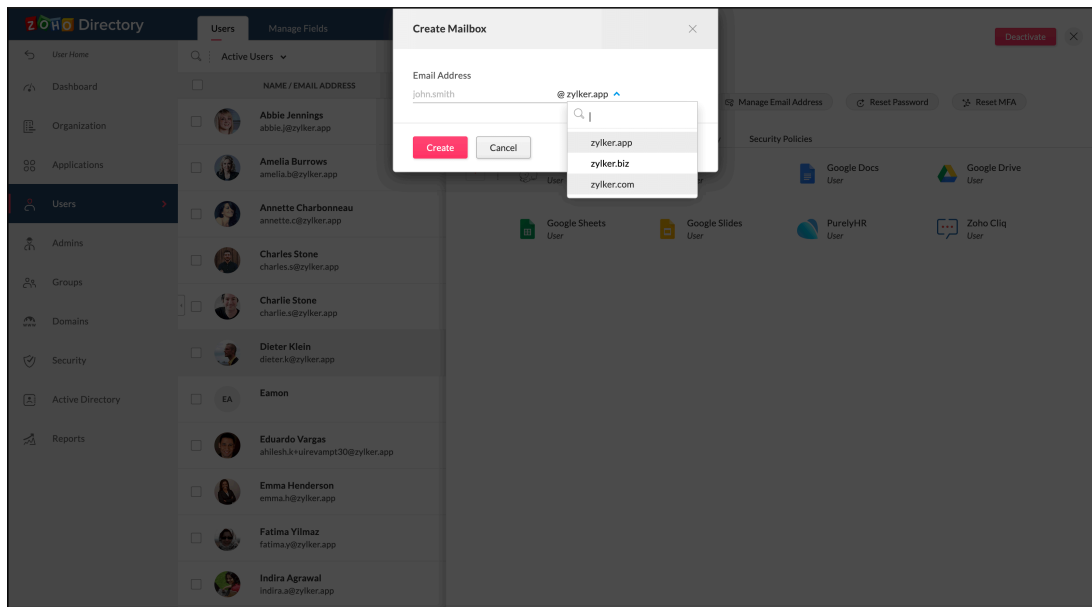 ZOHO Directory
Users
Manage Fields
Create Mailbox
Deactivate
User Home
Active Users
Email Address
john.smith
@ zylker.app
Dashboard
NAME / EMAIL ADDRESS
Manage Email Address
Reset Password
Reset MFA
Organization
Abbie Jennings
abbie.j@zylker.app
Create
Cancel
zylker.app
zylker.biz
zylker.com
Security Policies
Applications
Amelia Burrows
amelia.b@zylker.app
User
Google Docs
User
Google Drive
User
Users
Annette Charbonneau
annette.c@zylker.app
Google Sheets
User
Google Slides
User
PurelyHR
User
Zoho Cliq
User
Admins
Charles Stone
charles.s@zylker.app
Groups
Charlie Stone
charlie.s@zylker.app
Domains
Dieter Klein
dieter.k@zylker.app
Security
Active Directory
EA
Eamon
Reports
Eduardo Vargas
ahilesh.k+uirevampt30@zylker.app
Emma Henderson
emma.h@zylker.app
Fatima Yilmaz
fatima.y@zylker.app
Indira Agrawal
indira.a@zylker.app